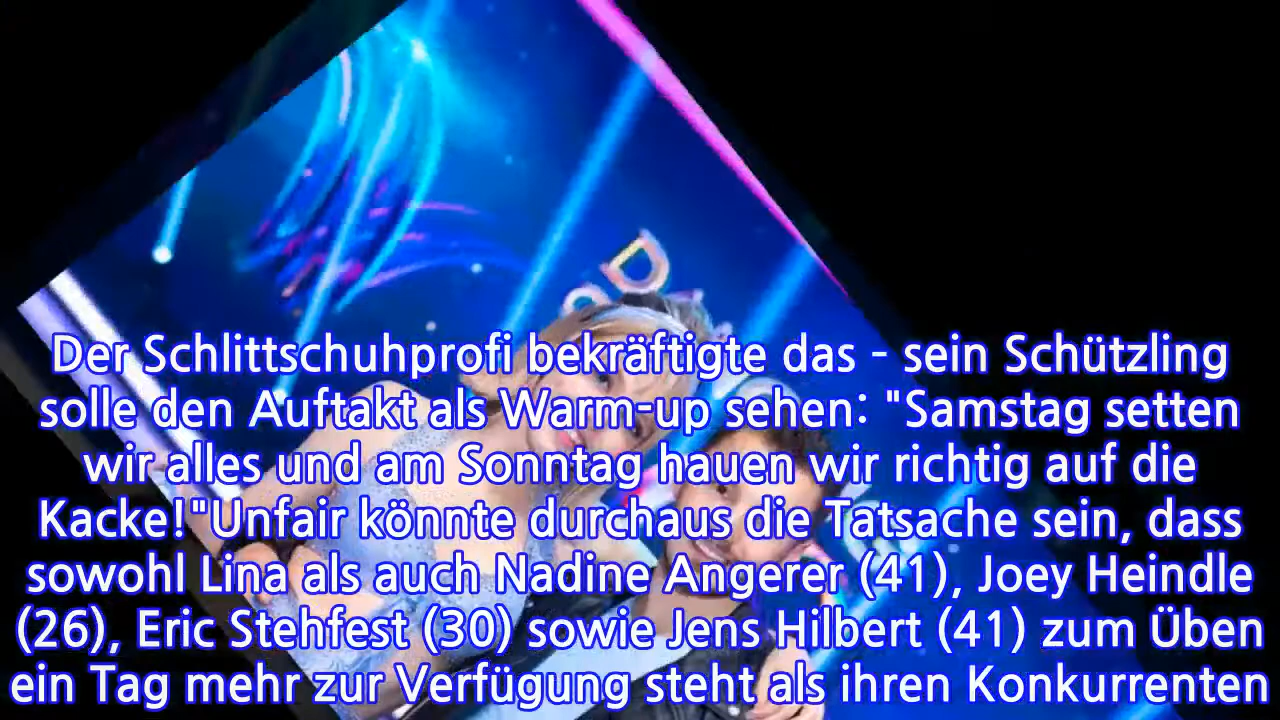 Der Schlittschuhprofi bekräftigte das - sein Schützling
solle den Auftakt als Warm-up sehen: "Samstag setten
wir alles und am Sonntag hauen wir richtig auf die
Kacke!"Unfair könnte durchaus die Tatsache sein, dass
sowohl Lina als auch Nadine Angerer (41), Joey Heindle
(26), Eric Stehfest (30) sowie Jens Hilbert (41) zum Üben
ein Tag mehr zur Verfügung steht als ihren Konkurrenten